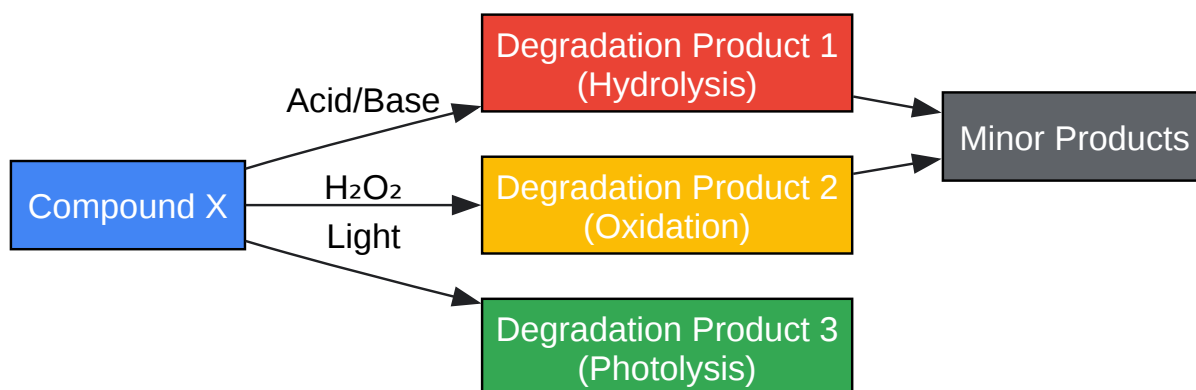 Compound X
Acid/Base
H₂O₂
Light
Degradation Product 1
(Hydrolysis)
Degradation Product 2
(Oxidation)
Degradation Product 3
(Photolysis)
Minor Products